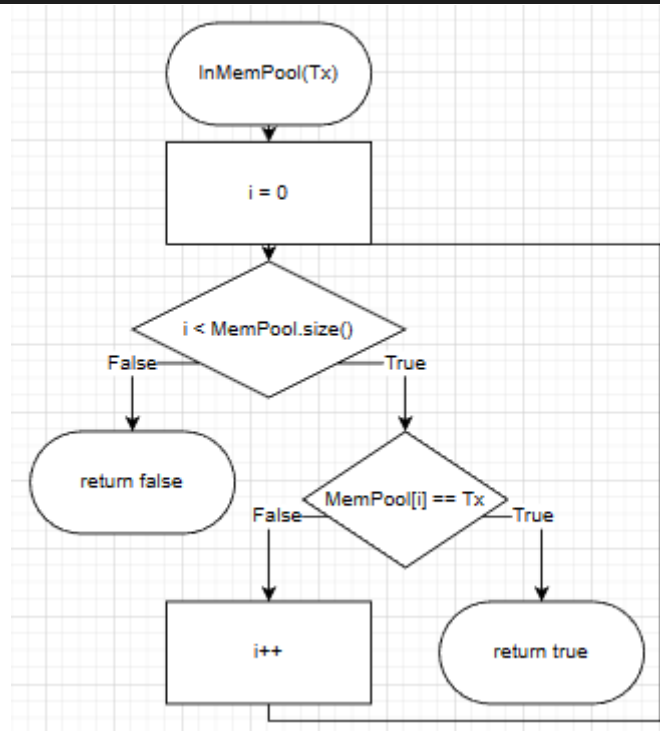 InMemPool(Tx)
i = 0
i < MemPool.size()
False
True
return false
MemPool[i] == Tx
False
True
i++
return true